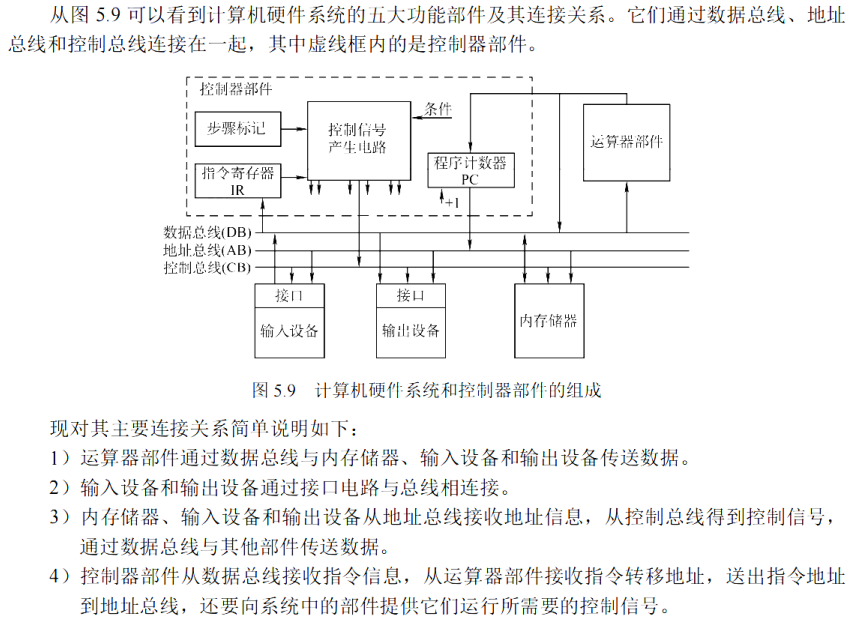 从图 5.9 可以看到计算机硬件系统的五大功能部件及其连接关系。它们通过数据总线、地址
总线和控制总线连接在一起，其中虚线框内的是控制器部件。
控制器部件
步骤标记
控制信号
产生电路
条件
运算器部件
指令寄存器
IR
程序计数器
PC
+1
数据总线(DB)
地址总线(AB)
控制总线(CB)
接口
输入设备
接口
输出设备
内存储器
图 5.9 计算机硬件系统和控制器部件的组成
现对其主要连接关系简单说明如下：
1）运算器部件通过数据总线与内存储器、输入设备和输出设备传送数据。
2）输入设备和输出设备通过接口电路与总线相连接。
3）内存储器、输入设备和输出设备从地址总线接收地址信息，从控制总线得到控制信号，
通过数据总线与其他部件传送数据。
4）控制器部件从数据总线接收指令信息，从运算器部件接收指令转移地址，送出指令地址
到地址总线，还要向系统中的部件提供它们运行所需要的控制信号。